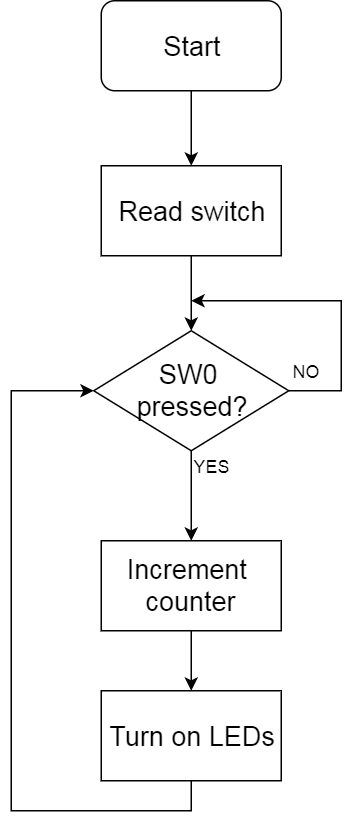 Start
Read switch
SW0
pressed?
NO
YES
Increment
counter
Turn on LEDs